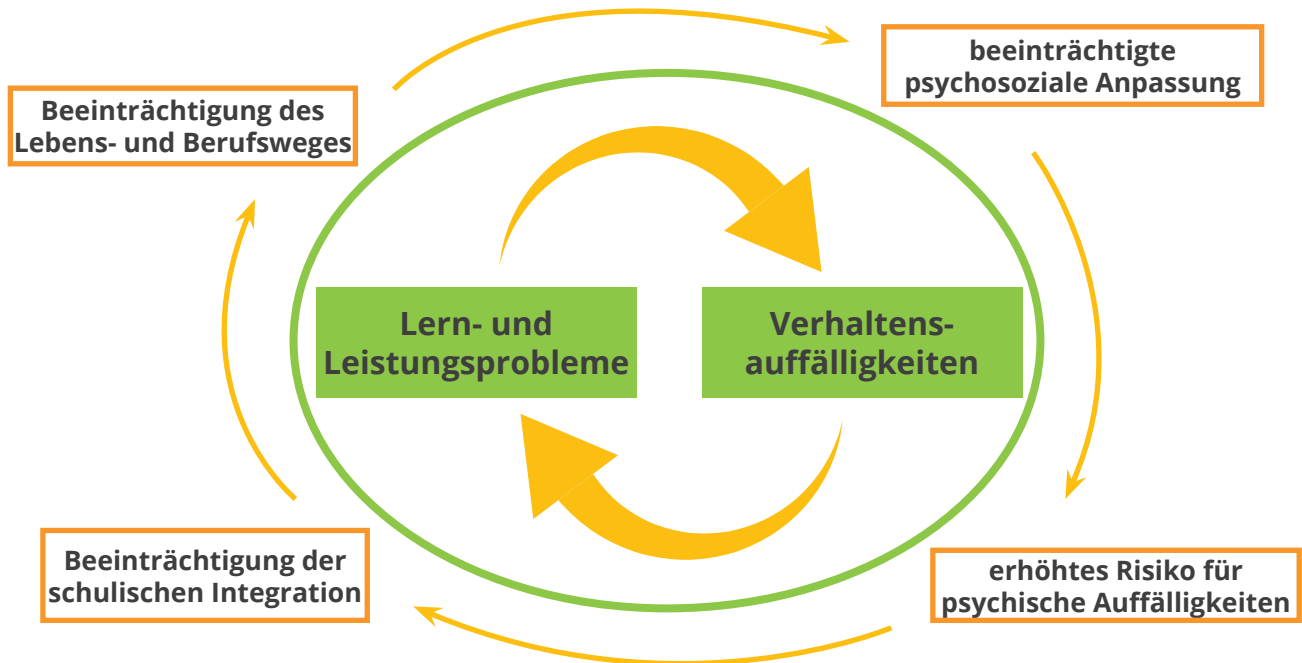 beeinträchtigte
psychosoziale Anpassung
Beeinträchtigung des
Lebens- und Berufsweges
Lern- und
Leistungsprobleme
Verhaltens-
auffälligkeiten
Beeinträchtigung der
schulischen Integration
erhöhtes Risiko für
psychische Auffälligkeiten